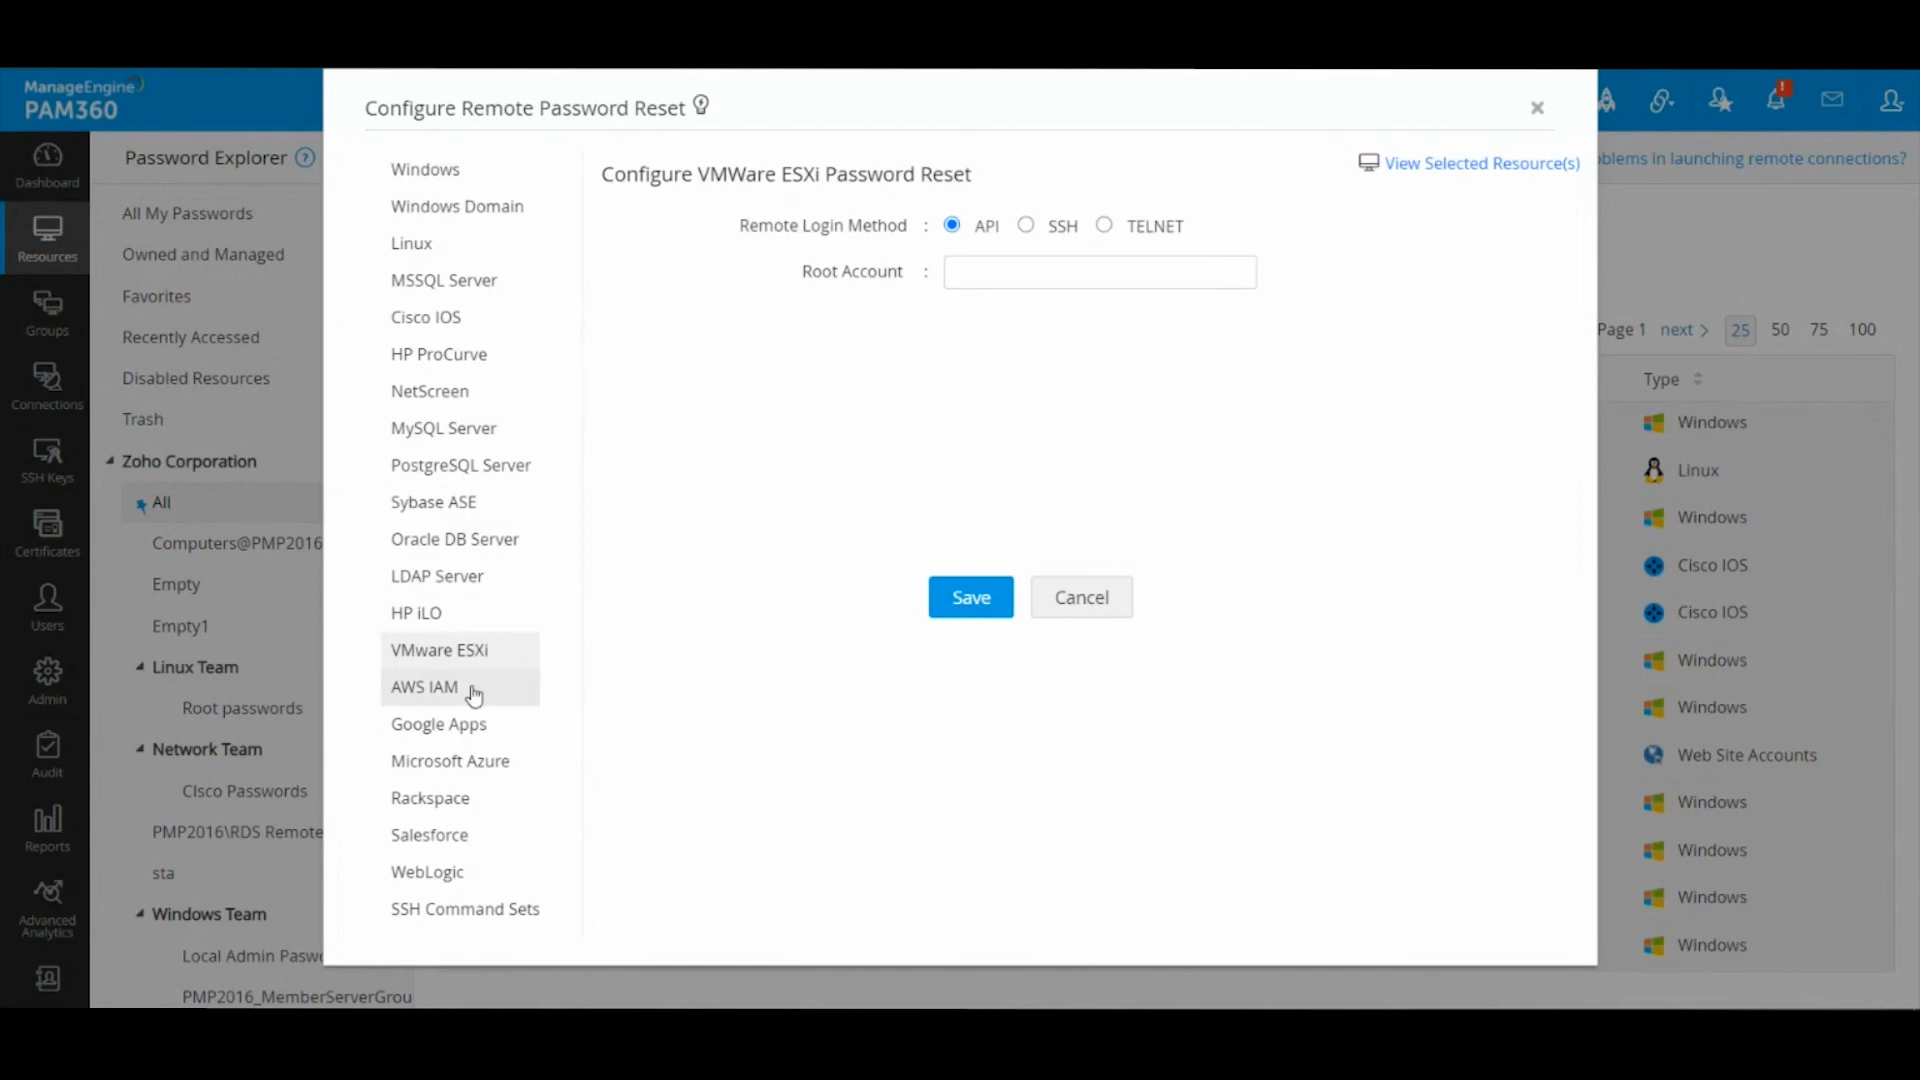 ManageEngine
PAM360
Configure Remote Password Reset
!
Dashboard
Resources
Groups
Connections
SSH Keys
Certificates
Users
Admin
Audit
Reports
Advanced
Analytics
Password Explorer ?
All My Passwords
Owned and Managed
Favorites
Recently Accessed
Disabled Resources
Trash
Zoho Corporation
All
Computers@PMP2016
Empty
Empty1
Linux Team
Root passwords
Network Team
CIsco Passwords
PMP2016\RDS Remote
sta
Windows Team
Local Admin Paswo
PMP2016_MemberServerGrou
Windows
Windows Domain
Linux
MSSQL Server
Cisco IOS
HP ProCurve
NetScreen
MySQL Server
PostgreSQL Server
Sybase ASE
Oracle DB Server
LDAP Server
HP iLO
VMware ESXi
AWS IAM
Google Apps
Microsoft Azure
Rackspace
Salesforce
WebLogic
SSH Command Sets
View Selected Resource(s)
Configure VMWare ESXi Password Reset
Remote Login Method : API SSH TELNET
Root Account :
Save Cancel
oblems in launching remote connections?
Page 1 next > 25 50 75 100
Type
Windows
Linux
Windows
Cisco IOS
Cisco IOS
Windows
Windows
Web Site Accounts
Windows
Windows
Windows
Windows